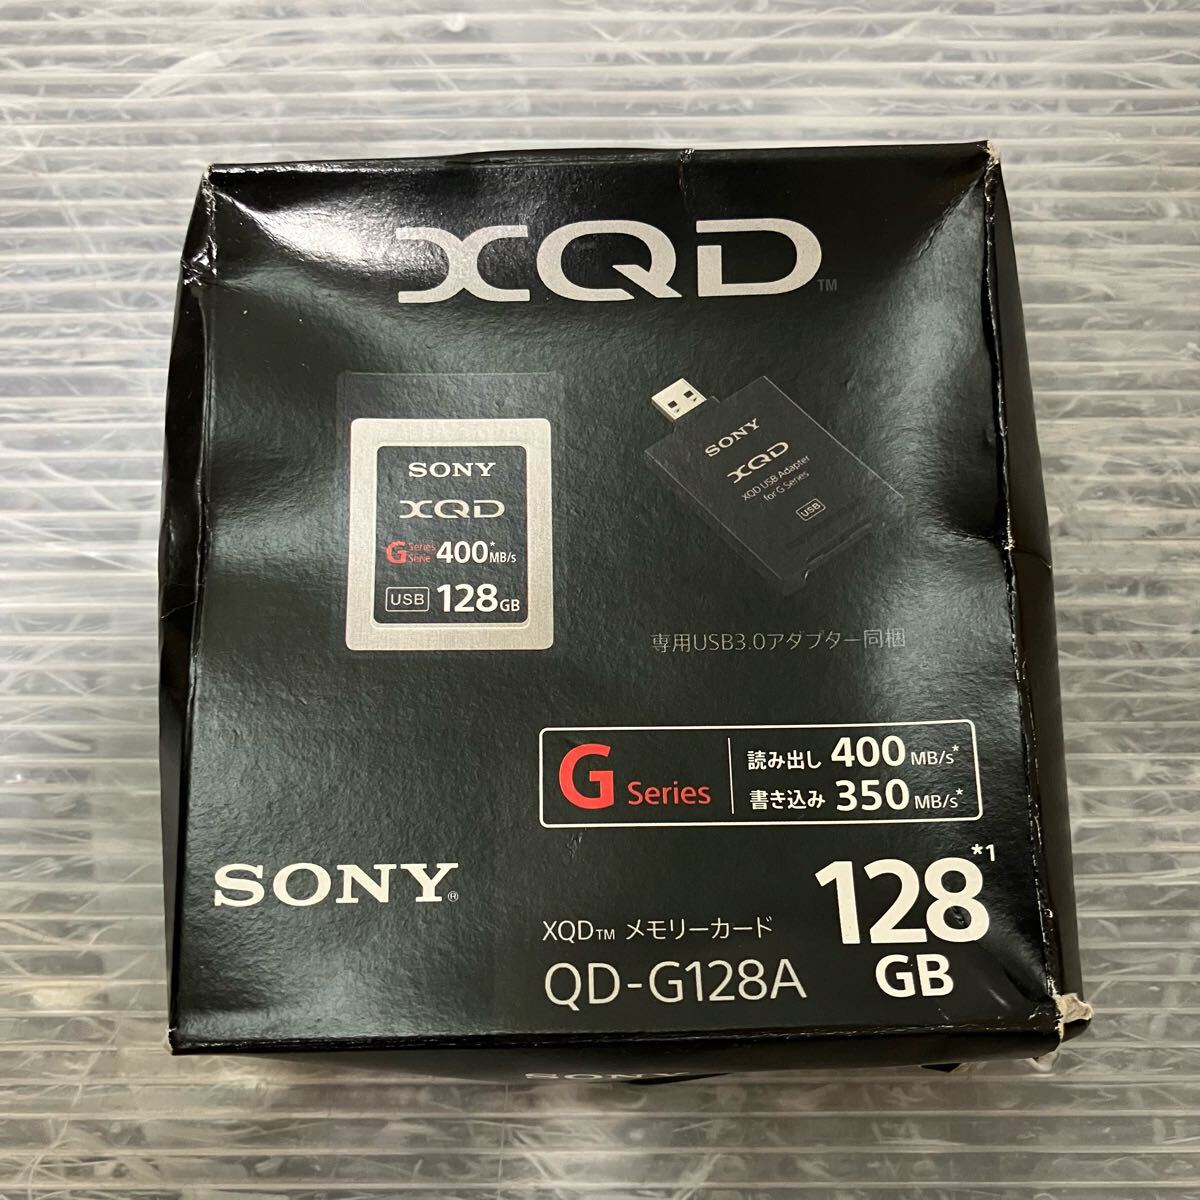 XQD™
SONY
XQD
G Series Serie 400* MB/s
USB 128GB
SONY
XQD
XQD USB Adapter
for G Series
USB
専用USB3.0アダプター同梱
G Series
読み出し 400 MB/s*
書き込み 350 MB/s*
SONY®
XQD™ メモリーカード
QD-G128A
128*1
GB
SONY